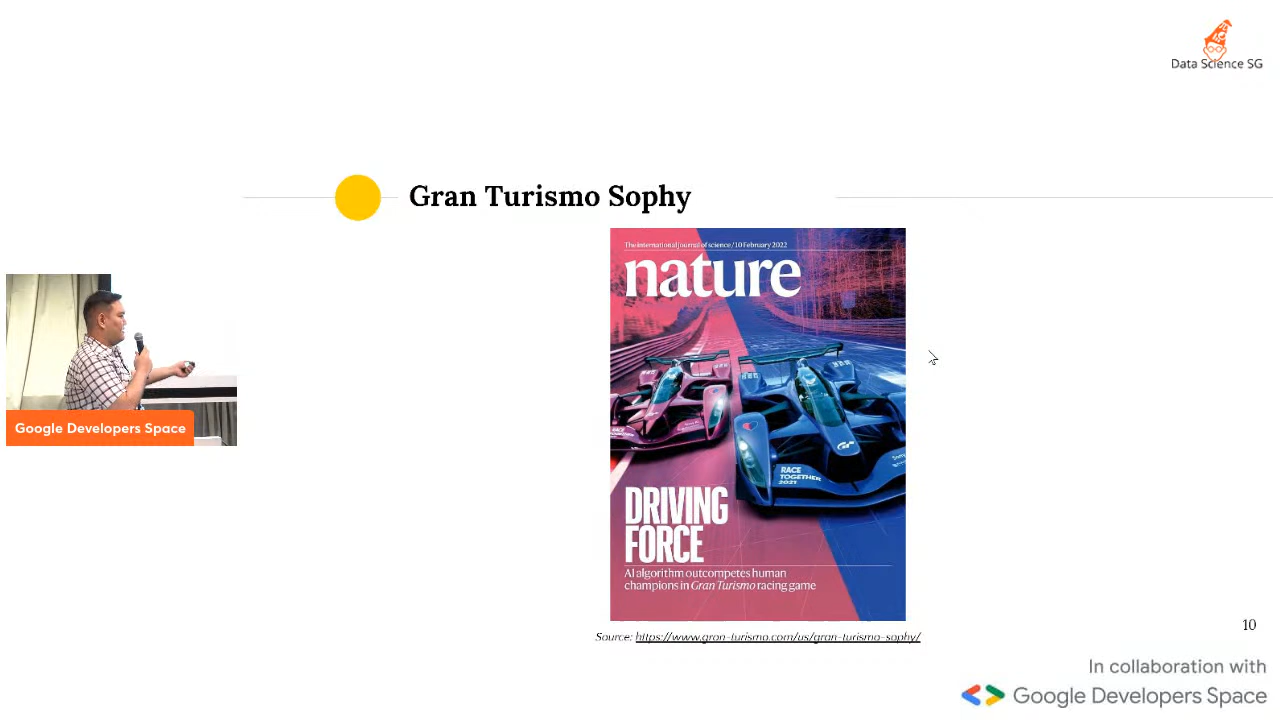 Data Science SG
Gran Turismo Sophy
The international journal of science / 10 February 2022
nature
RACE
TOGETHER
2021
DRIVING
FORCE
AI algorithm outcompetes human
champions in Gran Turismo racing game
Source: https://www.gran-turismo.com/us/gran-turismo-sophy/
Google Developers Space
10
In collaboration with
Google Developers Space